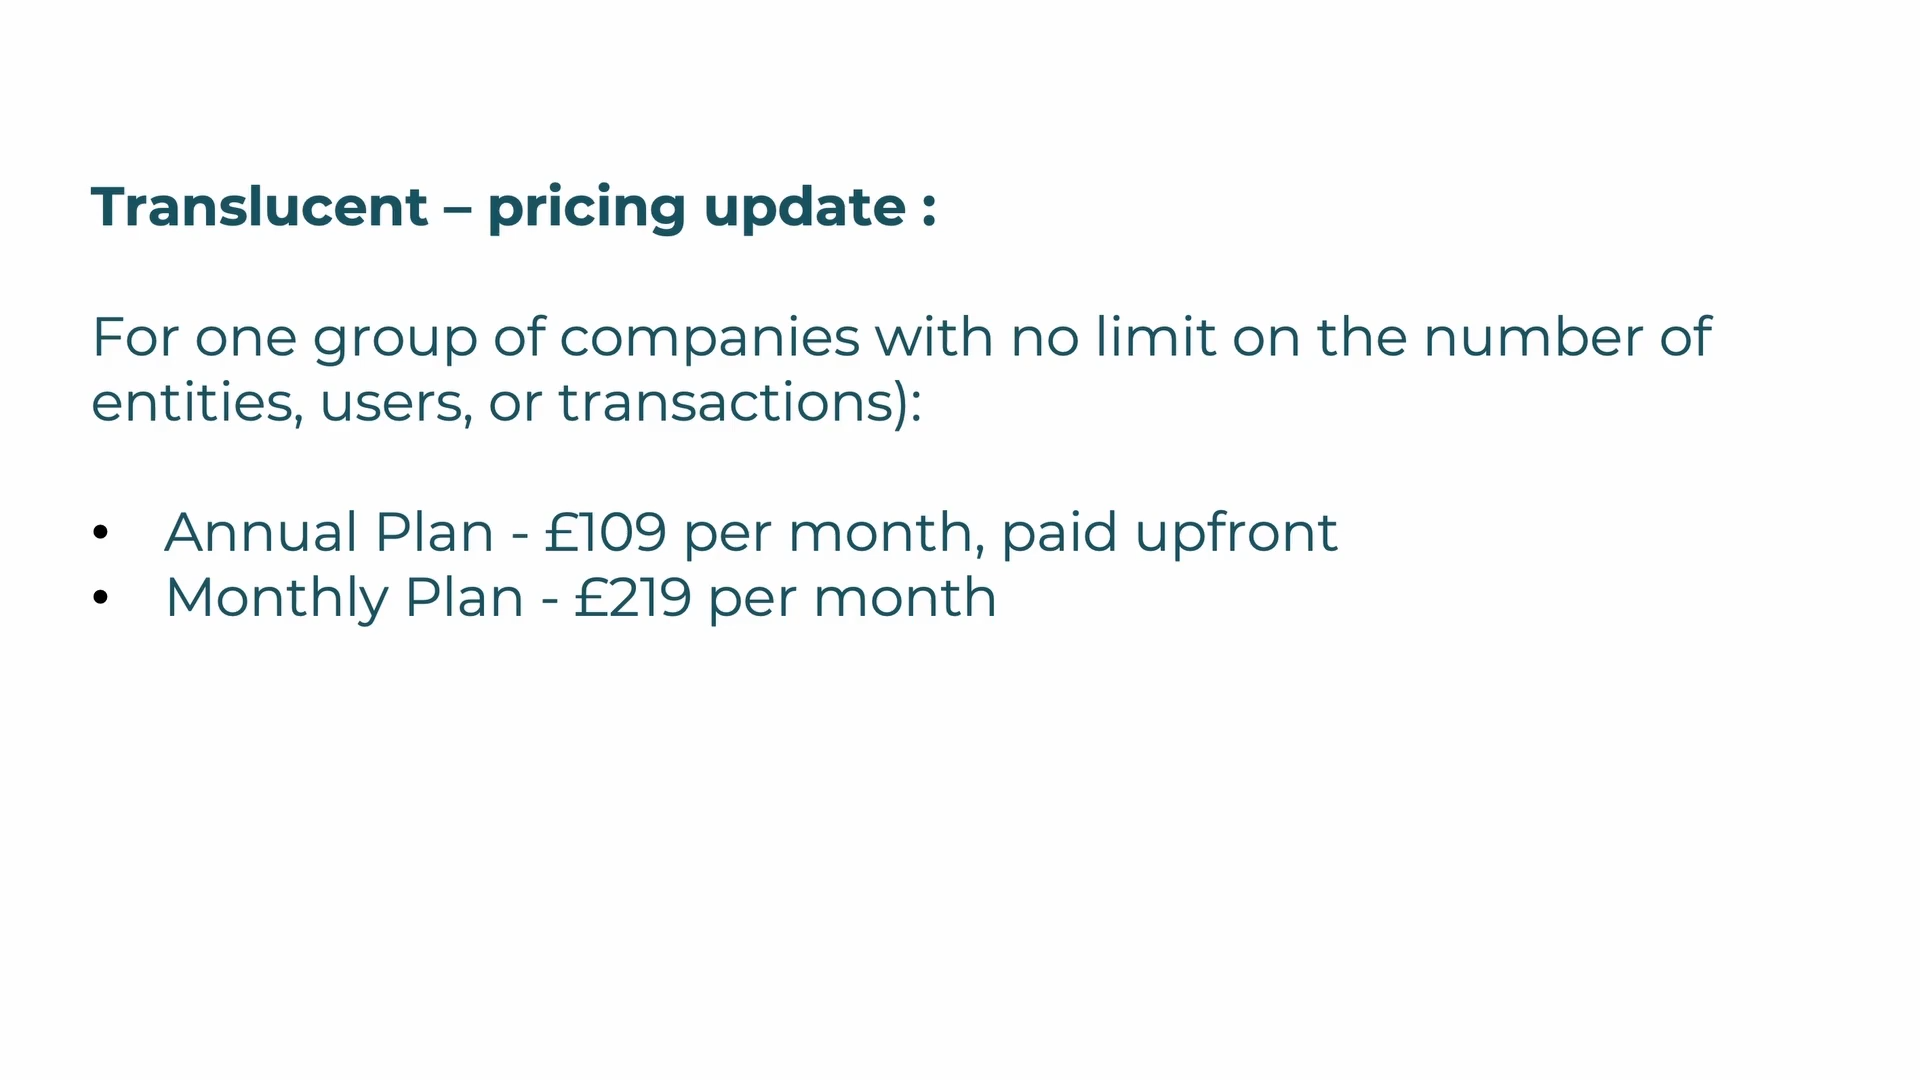 Translucent – pricing update :
For one group of companies with no limit on the number of
entities, users, or transactions):
• Annual Plan - £109 per month, paid upfront
• Monthly Plan - £219 per month